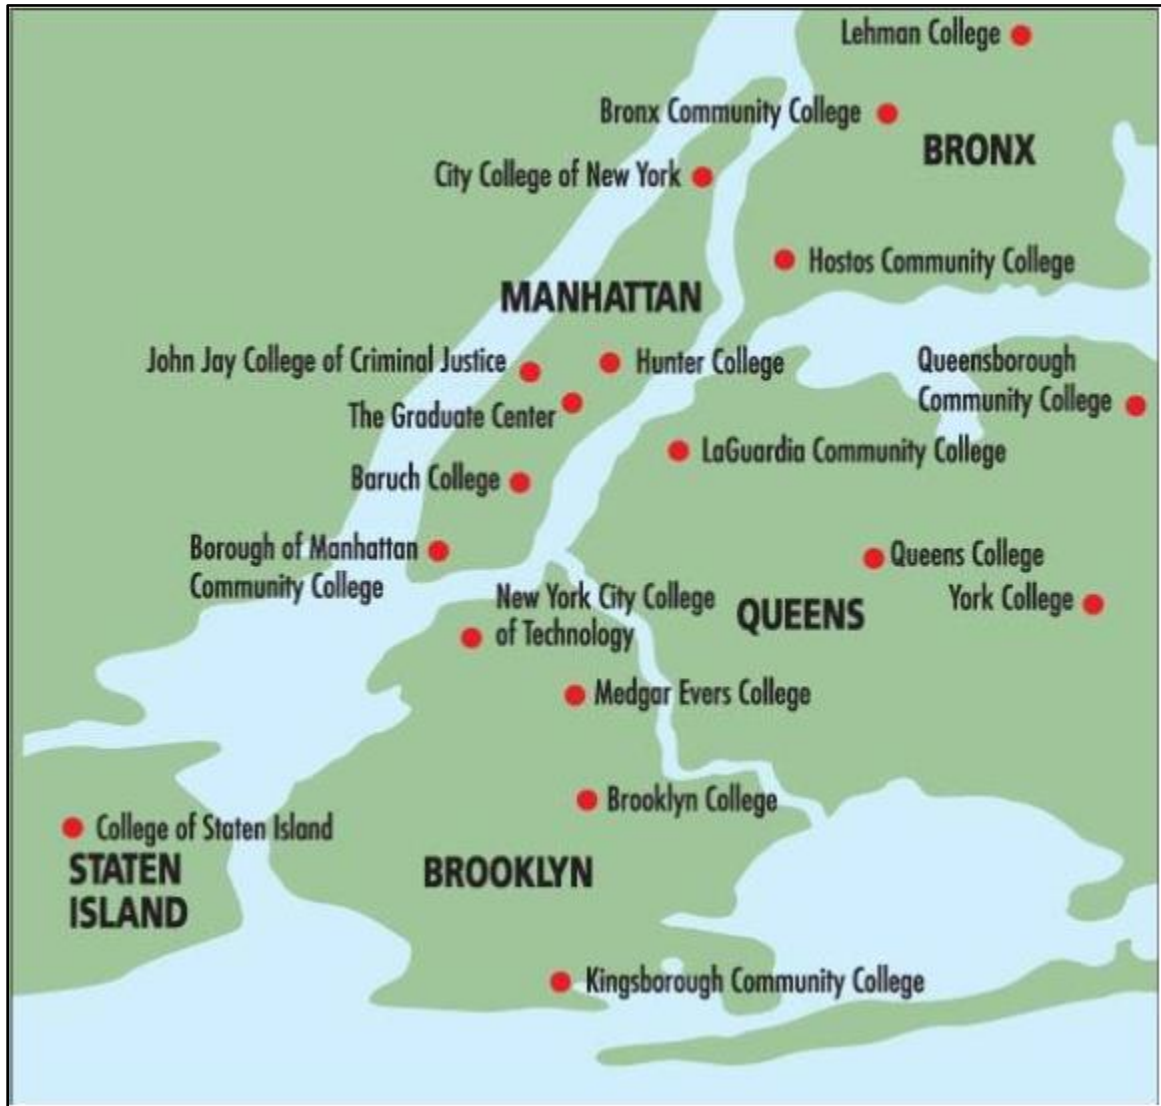 Lehman College
Bronx Community College
BRONX
City College of New York
Hostos Community College
MANHATTAN
John Jay College of Criminal Justice
Hunter College
Queensborough
Community College
The Graduate Center
LaGuardia Community College
Baruch College
Borough of Manhattan
Community College
Queens College
York College
New York City College
of Technology
QUEENS
Medgar Evers College
Brooklyn College
College of Staten Island
STATEN
ISLAND
BROOKLYN
Kingsborough Community College